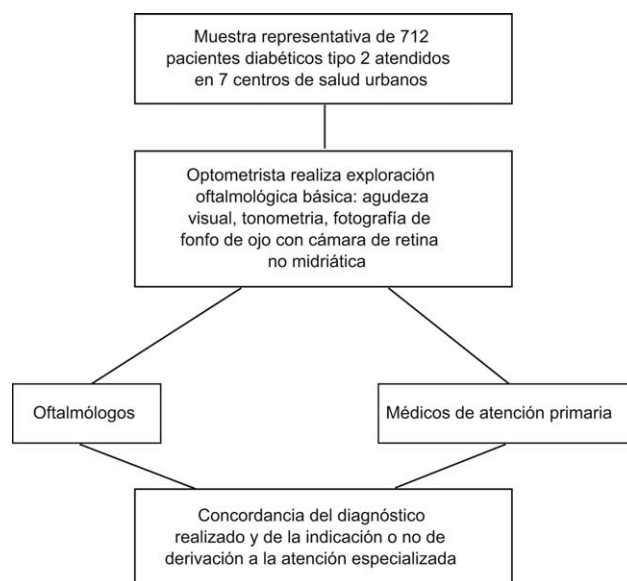 Muestra representativa de 712
pacientes diabéticos tipo 2 atendidos
en 7 centros de salud urbanos
Optometrista realiza exploración
oftalmológica básica: agudeza
visual, tonometria, fotografía de
fonfo de ojo con cámara de retina
no midriática
Oftalmólogos
Médicos de atención primaria
Concordancia del diagnóstico
realizado y de la indicación o no de
derivación a la atención especializada